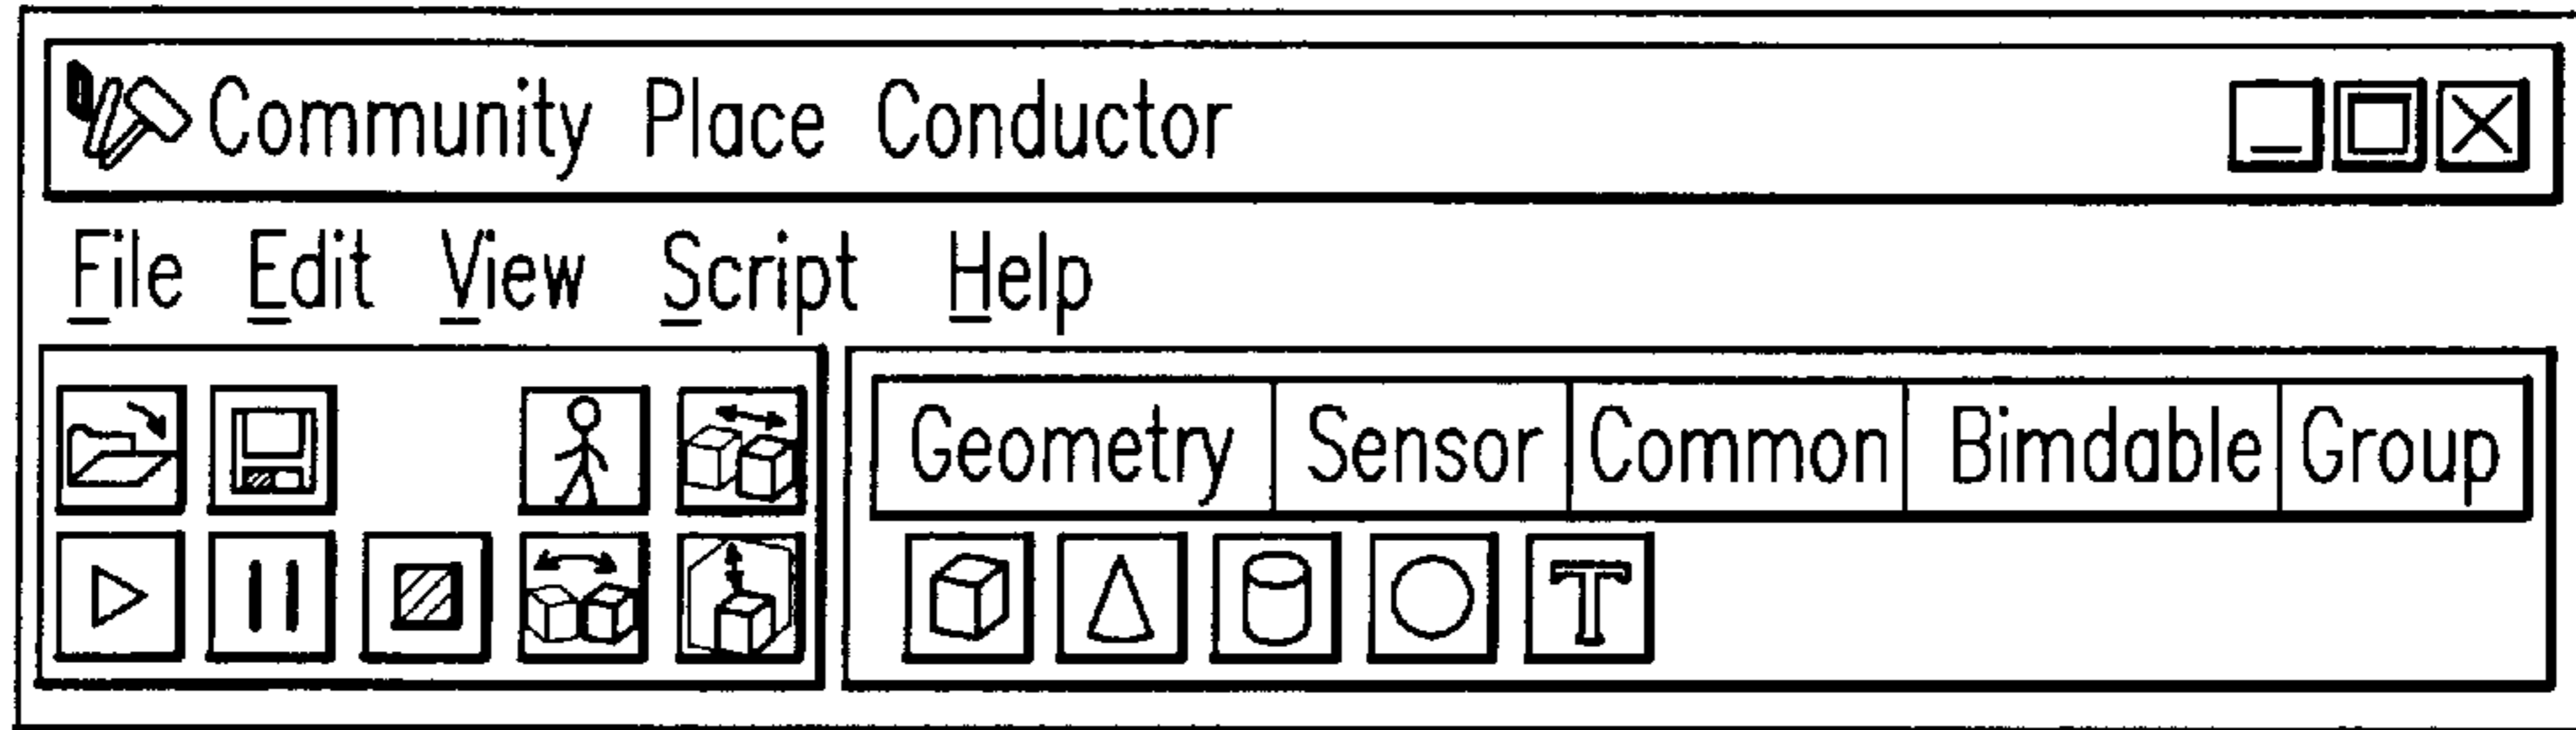 Community Place Conductor
File Edit View Script Help
Geometry Sensor Common Bimdable Group
T